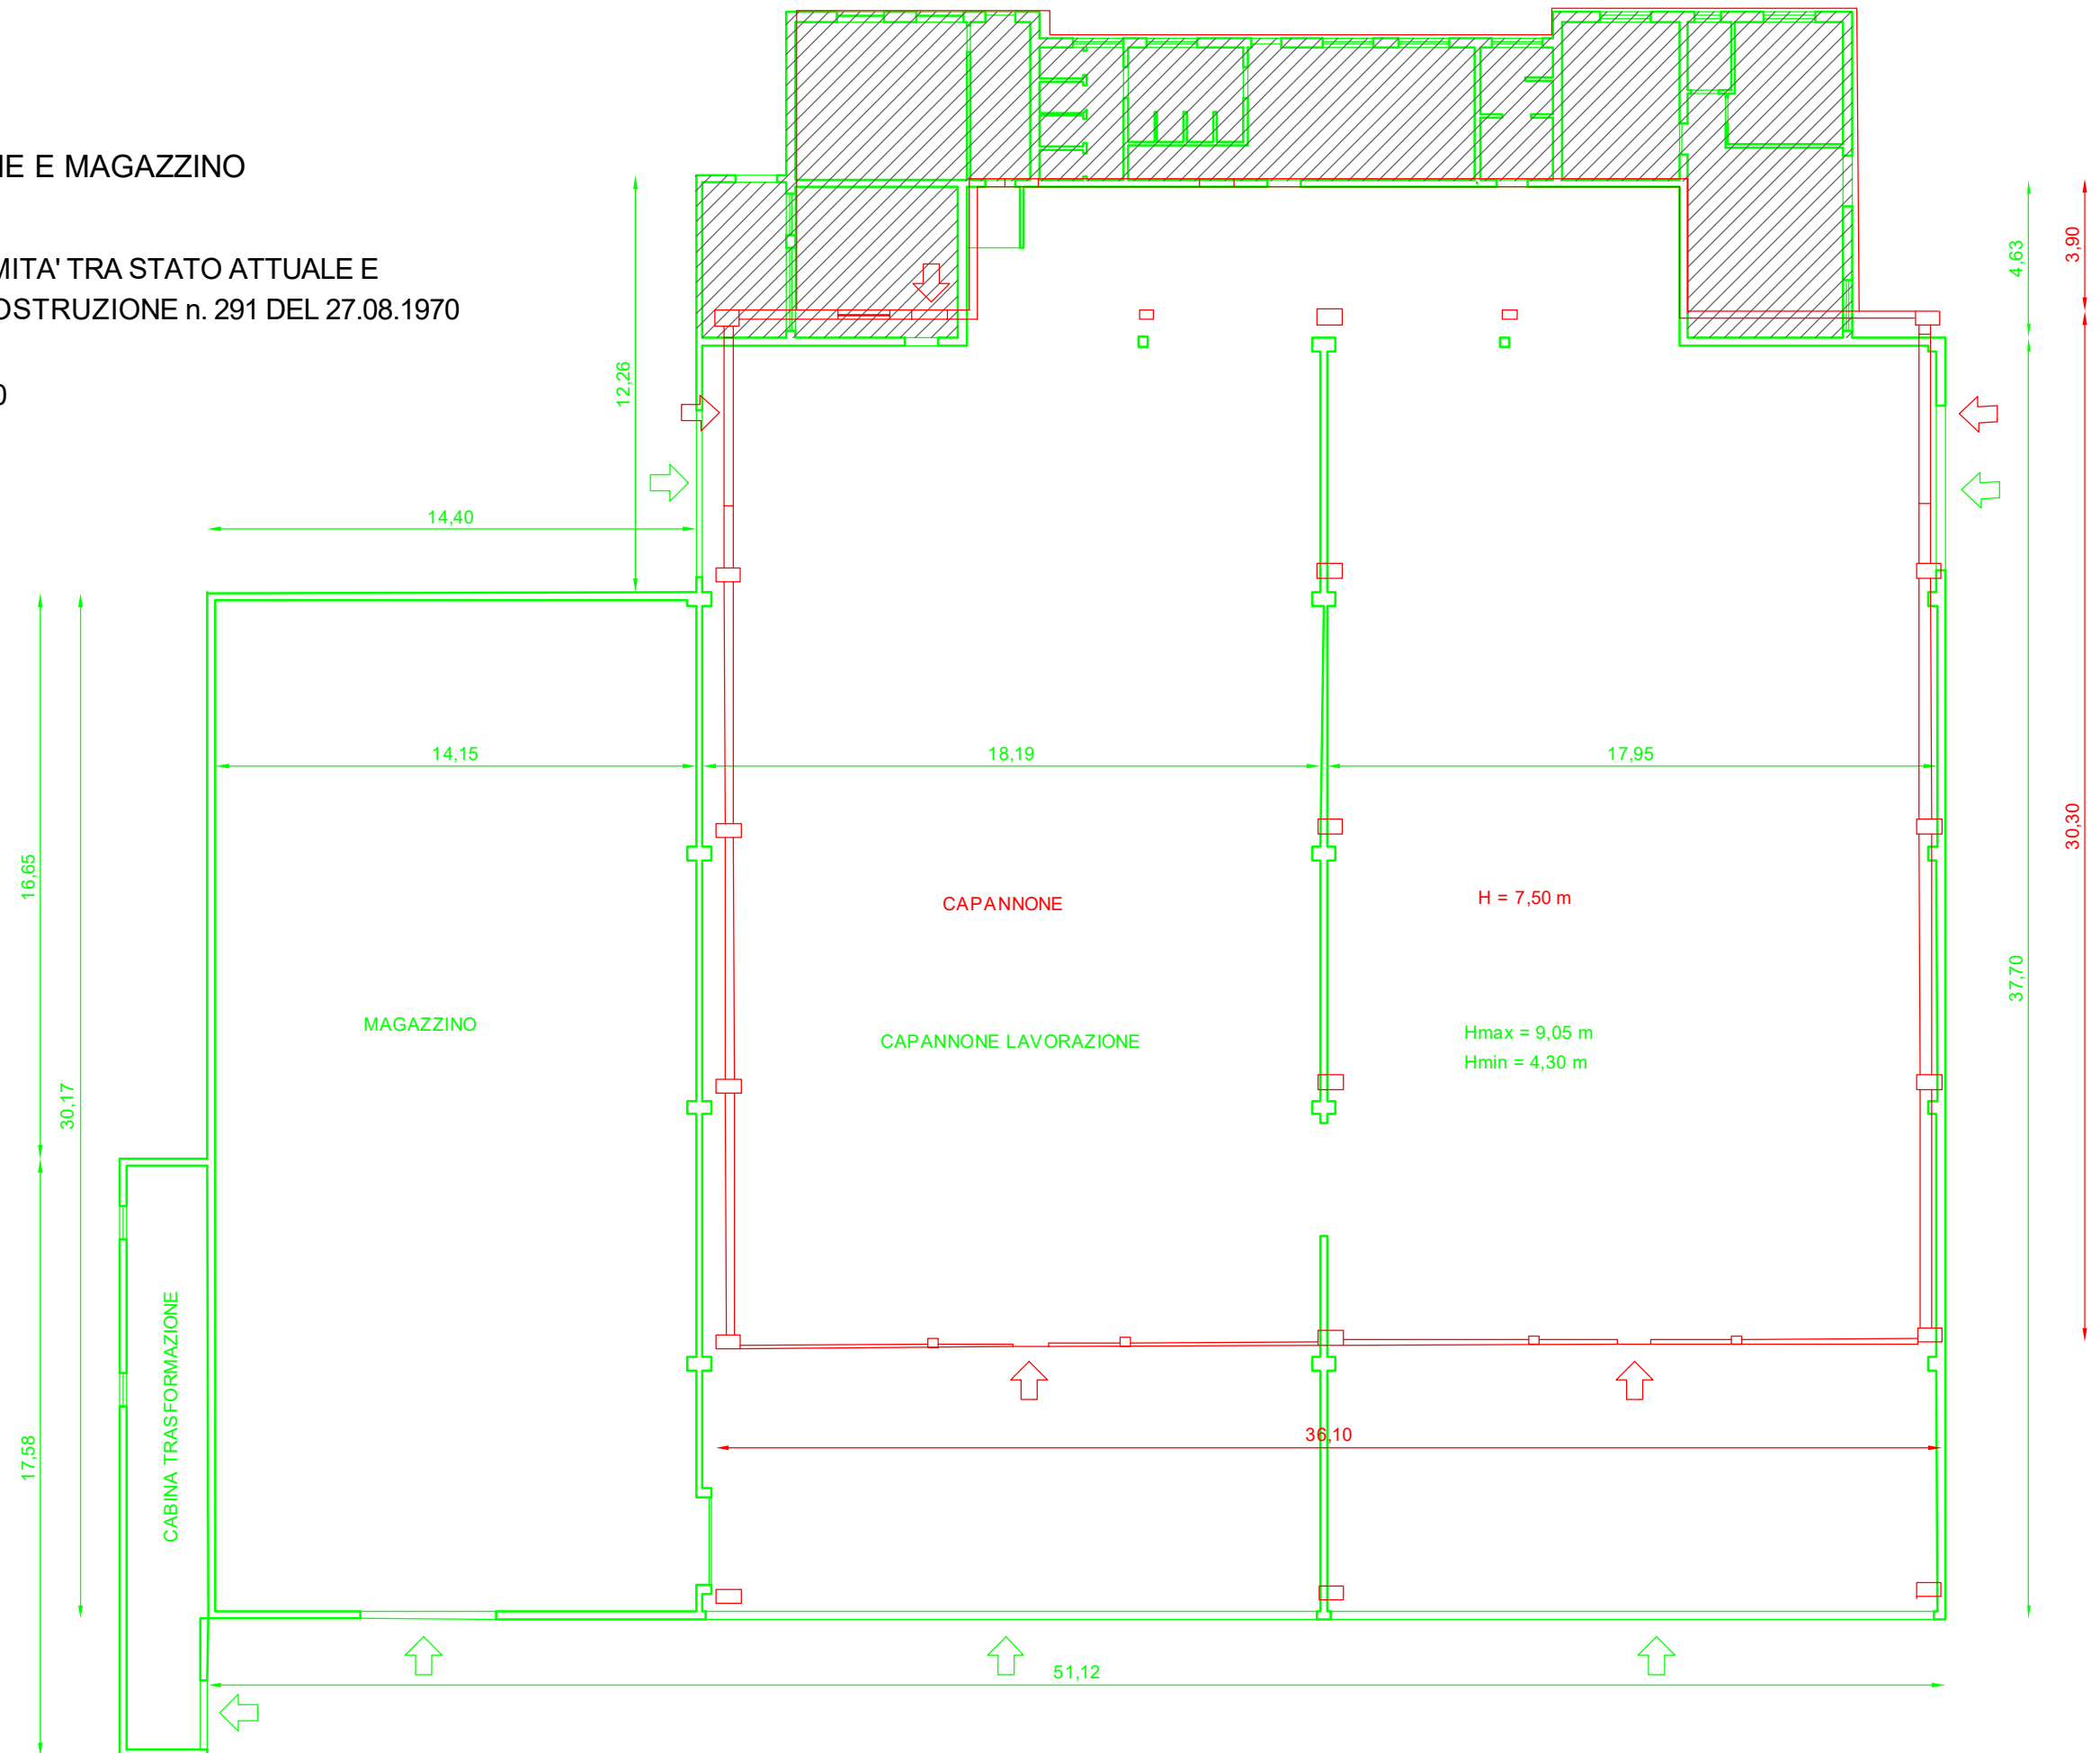 NE E MAGAZZINO
MITA' TRA STATO ATTUALE E
OSTRUZIONE n. 291 DEL 27.08.1970
0
12,26
4,63
3,90
14,40
14,15
18,19
17,95
16,65
30,17
30,30
37,70
CAPANNONE
H = 7,50 m
MAGAZZINO
CAPANNONE LAVORAZIONE
Hmax = 9,05 m
Hmin = 4,30 m
CABINA TRASFORMAZIONE
17,58
36,10
51,12